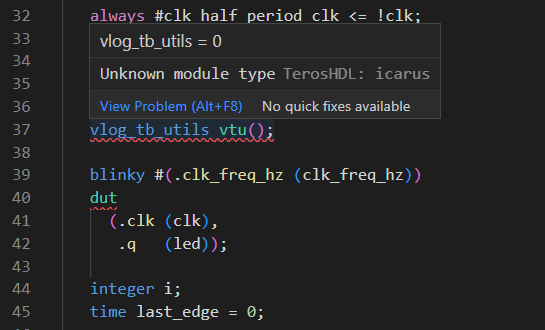 32 always #clk_half_period clk <= !clk;
33 vlog_tb_utils = 0
34 Unknown module type TerosHDL: icarus
35
36 View Problem (Alt+F8) No quick fixes available
37 vlog_tb_utils vtu();
38
39 blinky #(.clk_freq_hz (clk_freq_hz))
40 dut
41 (.clk (clk),
42 .q (led));
43
44 integer i;
45 time last_edge = 0;